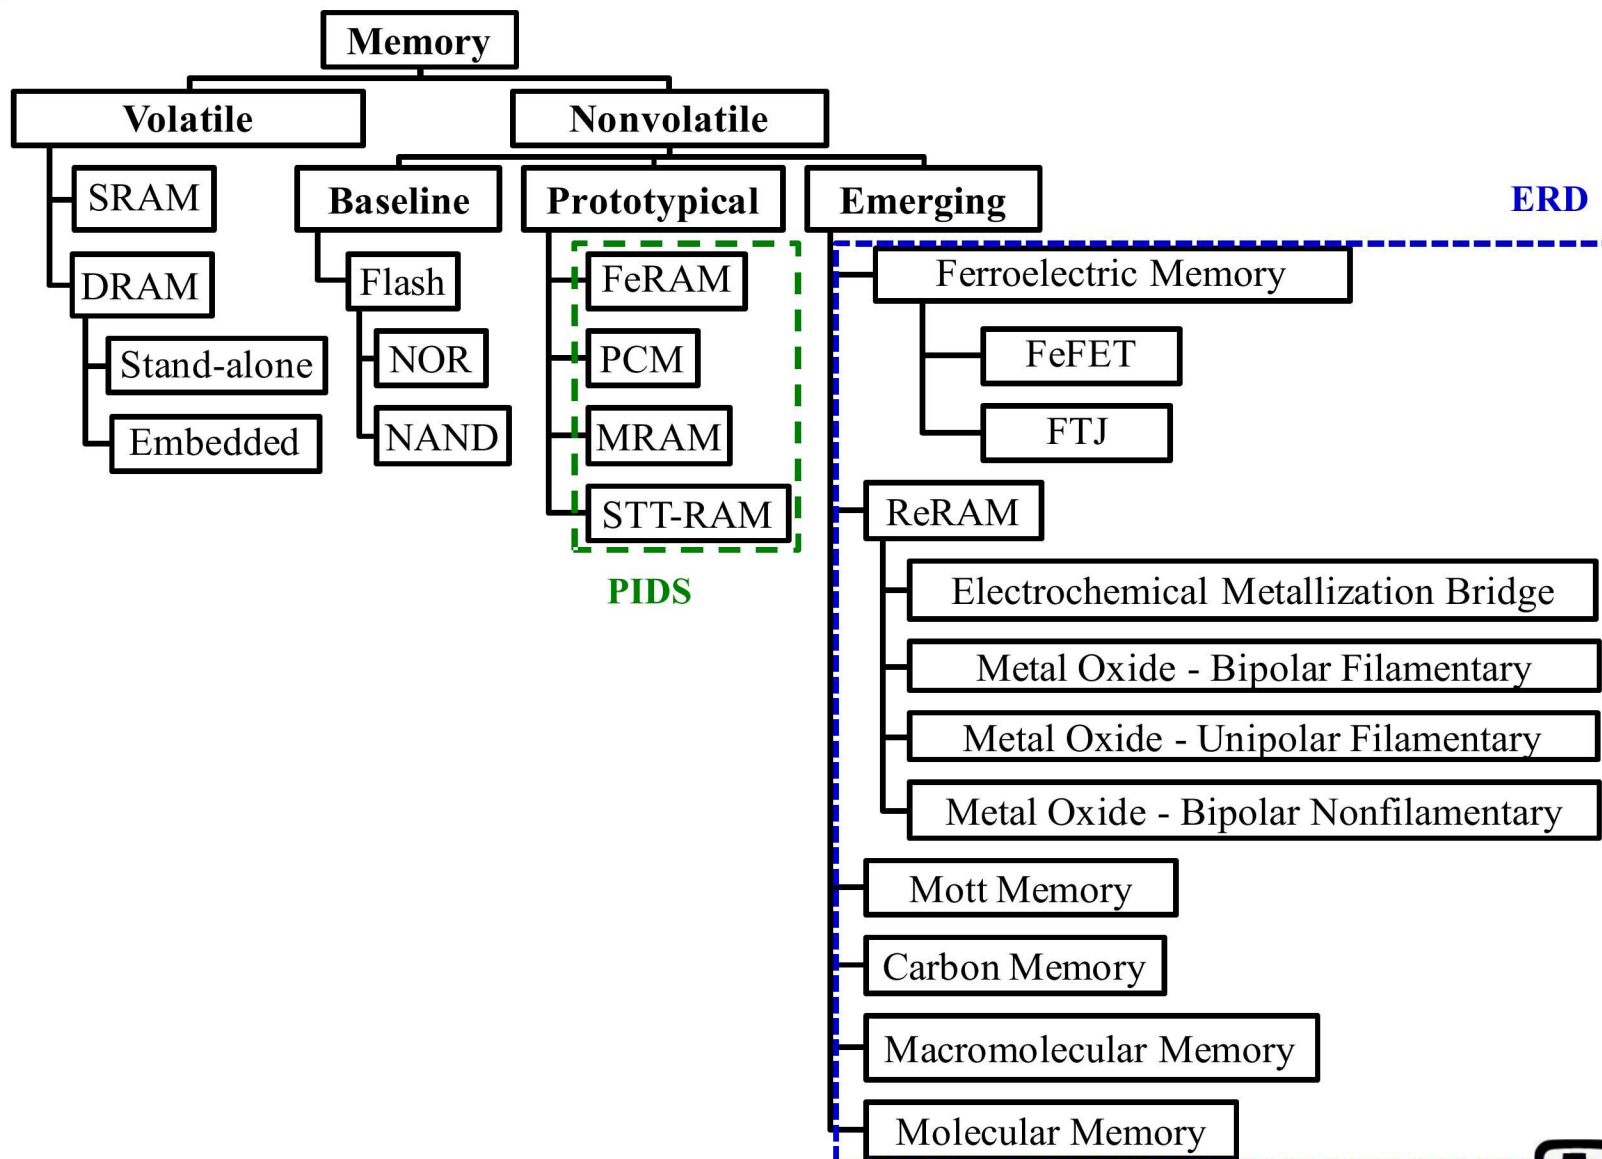 Memory
Volatile
Nonvolatile
SRAM
DRAM
Stand-alone
Embedded
Baseline
Flash
NOR
NAND
Prototypical
FeRAM
PCM
MRAM
STT-RAM
PIDS
Emerging
ERD
Ferroelectric Memory
FeFET
FTJ
ReRAM
Electrochemical Metallization Bridge
Metal Oxide - Bipolar Filamentary
Metal Oxide - Unipolar Filamentary
Metal Oxide - Bipolar Nonfilamentary
Mott Memory
Carbon Memory
Macromolecular Memory
Molecular Memory